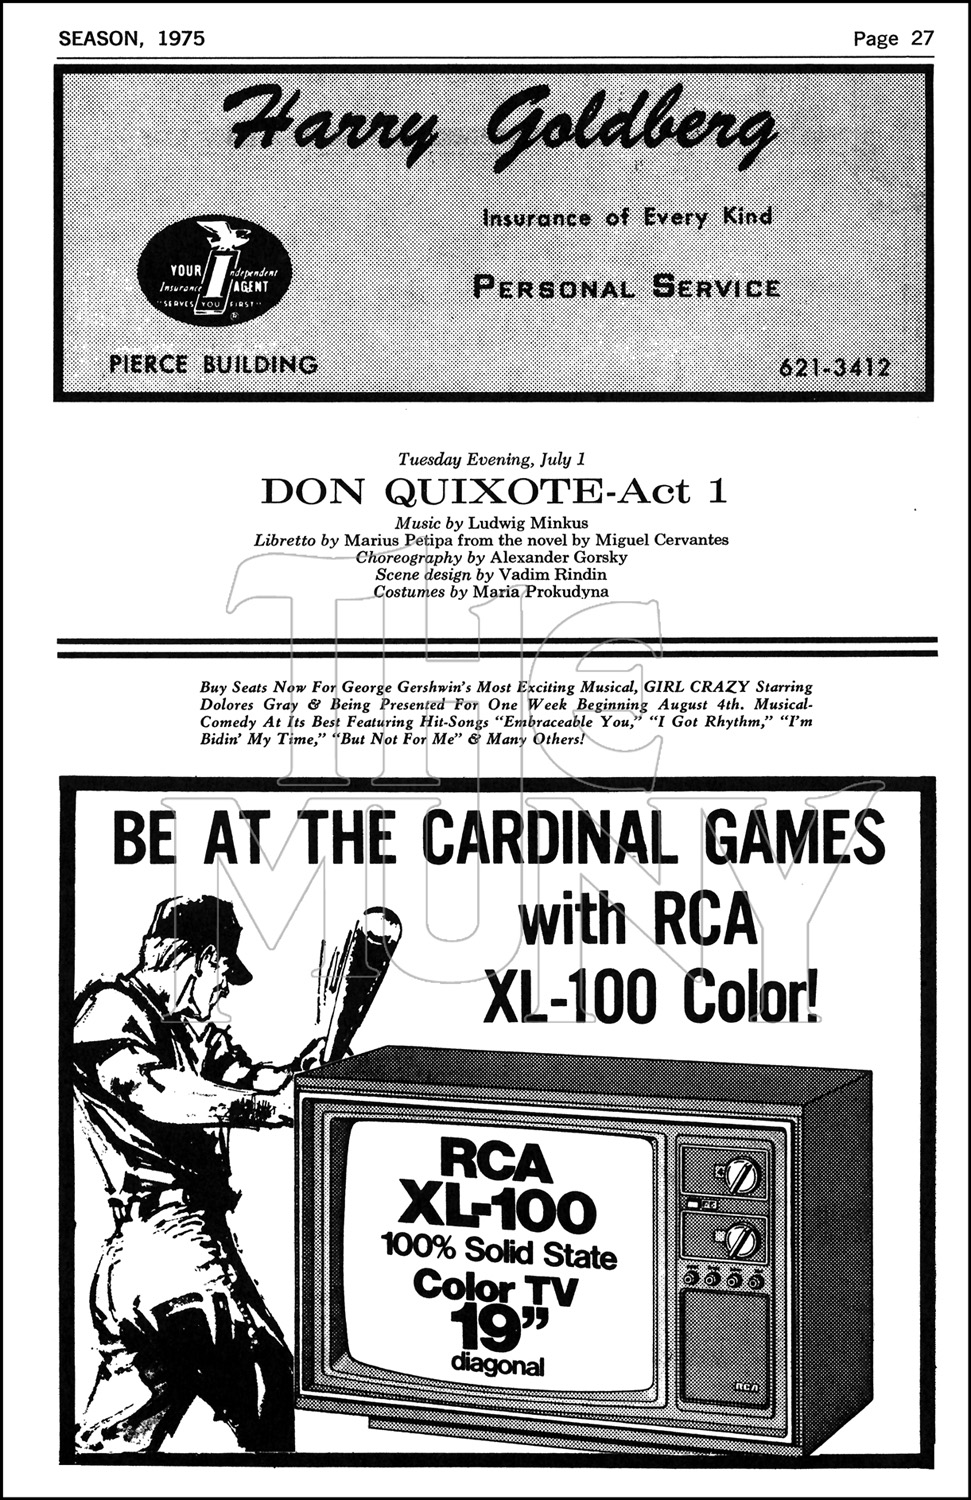 SEASON, 1975
Page 27
Harry Goldberg
Insurance of Every Kind
YOUR Independent
Insurance AGENT
"SERVES YOU FIRST"
®
PERSONAL SERVICE
PIERCE BUILDING
621-3412
Tuesday Evening, July 1
DON QUIXOTE-Act 1
Music by Ludwig Minkus
Libretto by Marius Petipa from the novel by Miguel Cervantes
Choreography by Alexander Gorsky
Scene design by Vadim Rindin
Costumes by Maria Prokudyna
Buy Seats Now For George Gershwin's Most Exciting Musical, GIRL CRAZY Starring
Dolores Gray & Being Presented For One Week Beginning August 4th. Musical-
Comedy At Its Best Featuring Hit-Songs "Embraceable You," "I Got Rhythm," "I'm
Bidin' My Time," "But Not For Me" & Many Others!
THE
MUNY
BE AT THE CARDINAL GAMES
with RCA
XL-100 Color!
RCA
XL-100
100% Solid State
Color TV
19”
diagonal
RCA